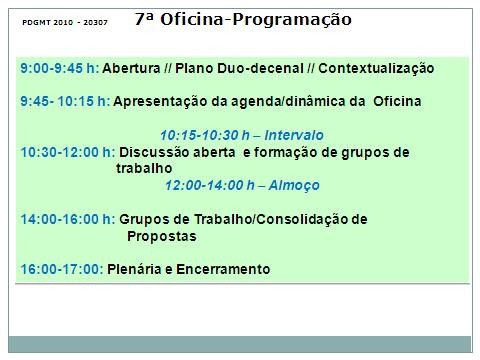 PDGMT 2010 - 20307 7ª Oficina-Programação
9:00-9:45 h: Abertura // Plano Duo-decenal // Contextualização
9:45- 10:15 h: Apresentação da agenda/dinâmica da Oficina
10:15-10:30 h – Intervalo
10:30-12:00 h: Discussão aberta e formação de grupos de
trabalho
12:00-14:00 h – Almoço
14:00-16:00 h: Grupos de Trabalho/Consolidação de
Propostas
16:00-17:00: Plenária e Encerramento